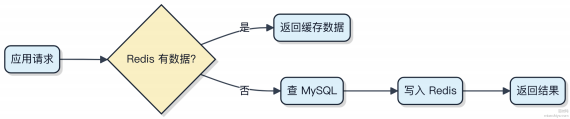 应用请求
Redis 有数据?
是
返回缓存数据
否
查 MySQL
写入 Redis
返回结果